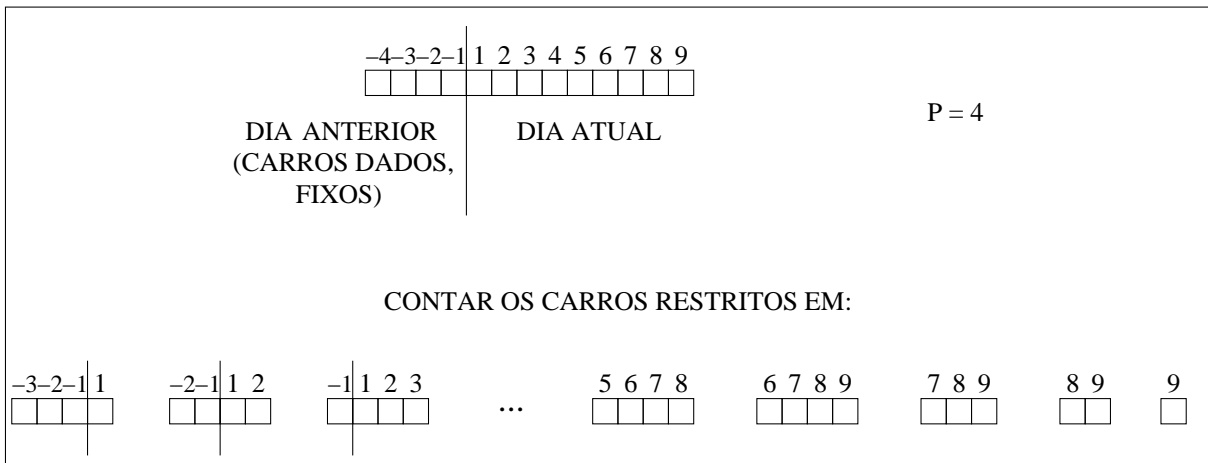 −4−3−2−1 1 2 3 4 5 6 7 8 9
P = 4
DIA ANTERIOR
(CARROS DADOS,
FIXOS)
DIA ATUAL
CONTAR OS CARROS RESTRITOS EM:
−3−2−1 1 −2−1 1 2 −1 1 2 3 ... 5 6 7 8 6 7 8 9 7 8 9 8 9 9